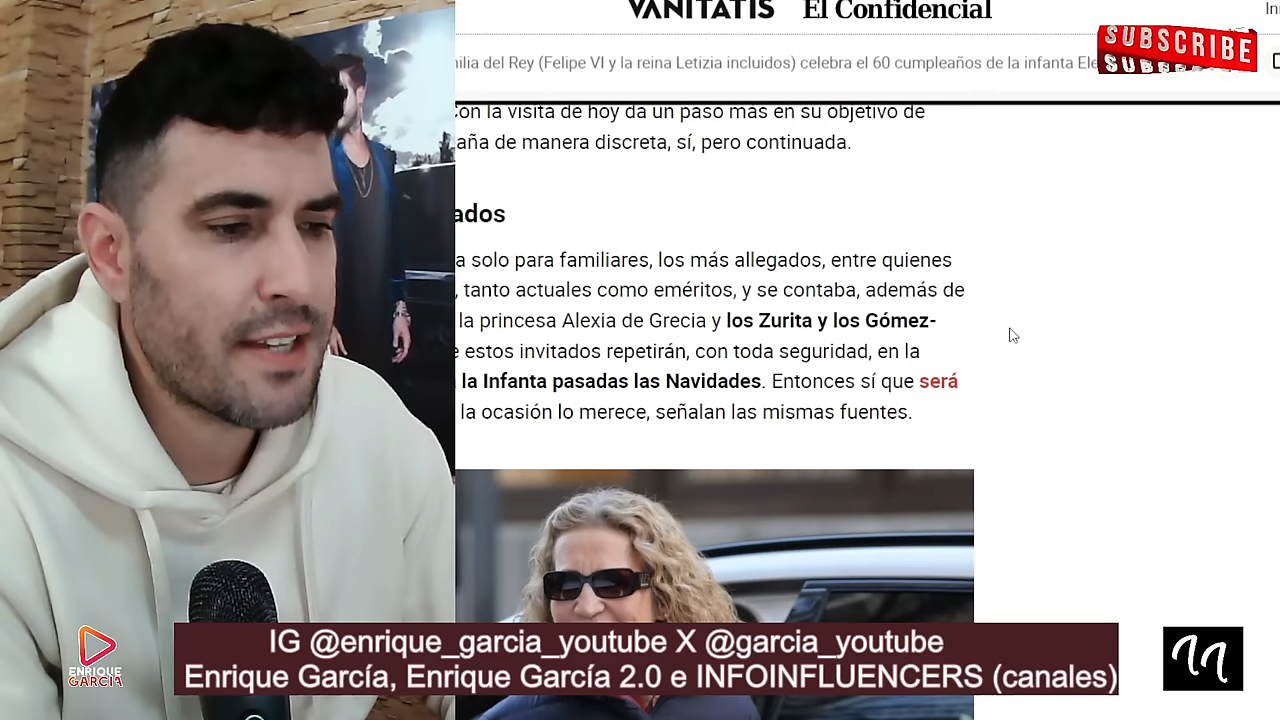 VANITATIS El Confidencial
SUBSCRIBE
milia del Rey (Felipe VI y la reina Letizia incluidos) celebra el 60 cumpleaños de la infanta Ele
Con la visita de hoy da un paso más en su objetivo de
aña de manera discreta, sí, pero continuada.
ados
a solo para familiares, los más allegados, entre quienes
, tanto actuales como eméritos, y se contaba, además de
la princesa Alexia de Grecia y los Zurita y los Gómez-
e estos invitados repetirán, con toda seguridad, en la
la Infanta pasadas las Navidades. Entonces sí que será
la ocasión lo merece, señalan las mismas fuentes.
IG @enrique_garcia_youtube X @garcia_youtube
Enrique García, Enrique García 2.0 e INFOINFLUENCERS (canales)
ENRIQUE
GARCÍA